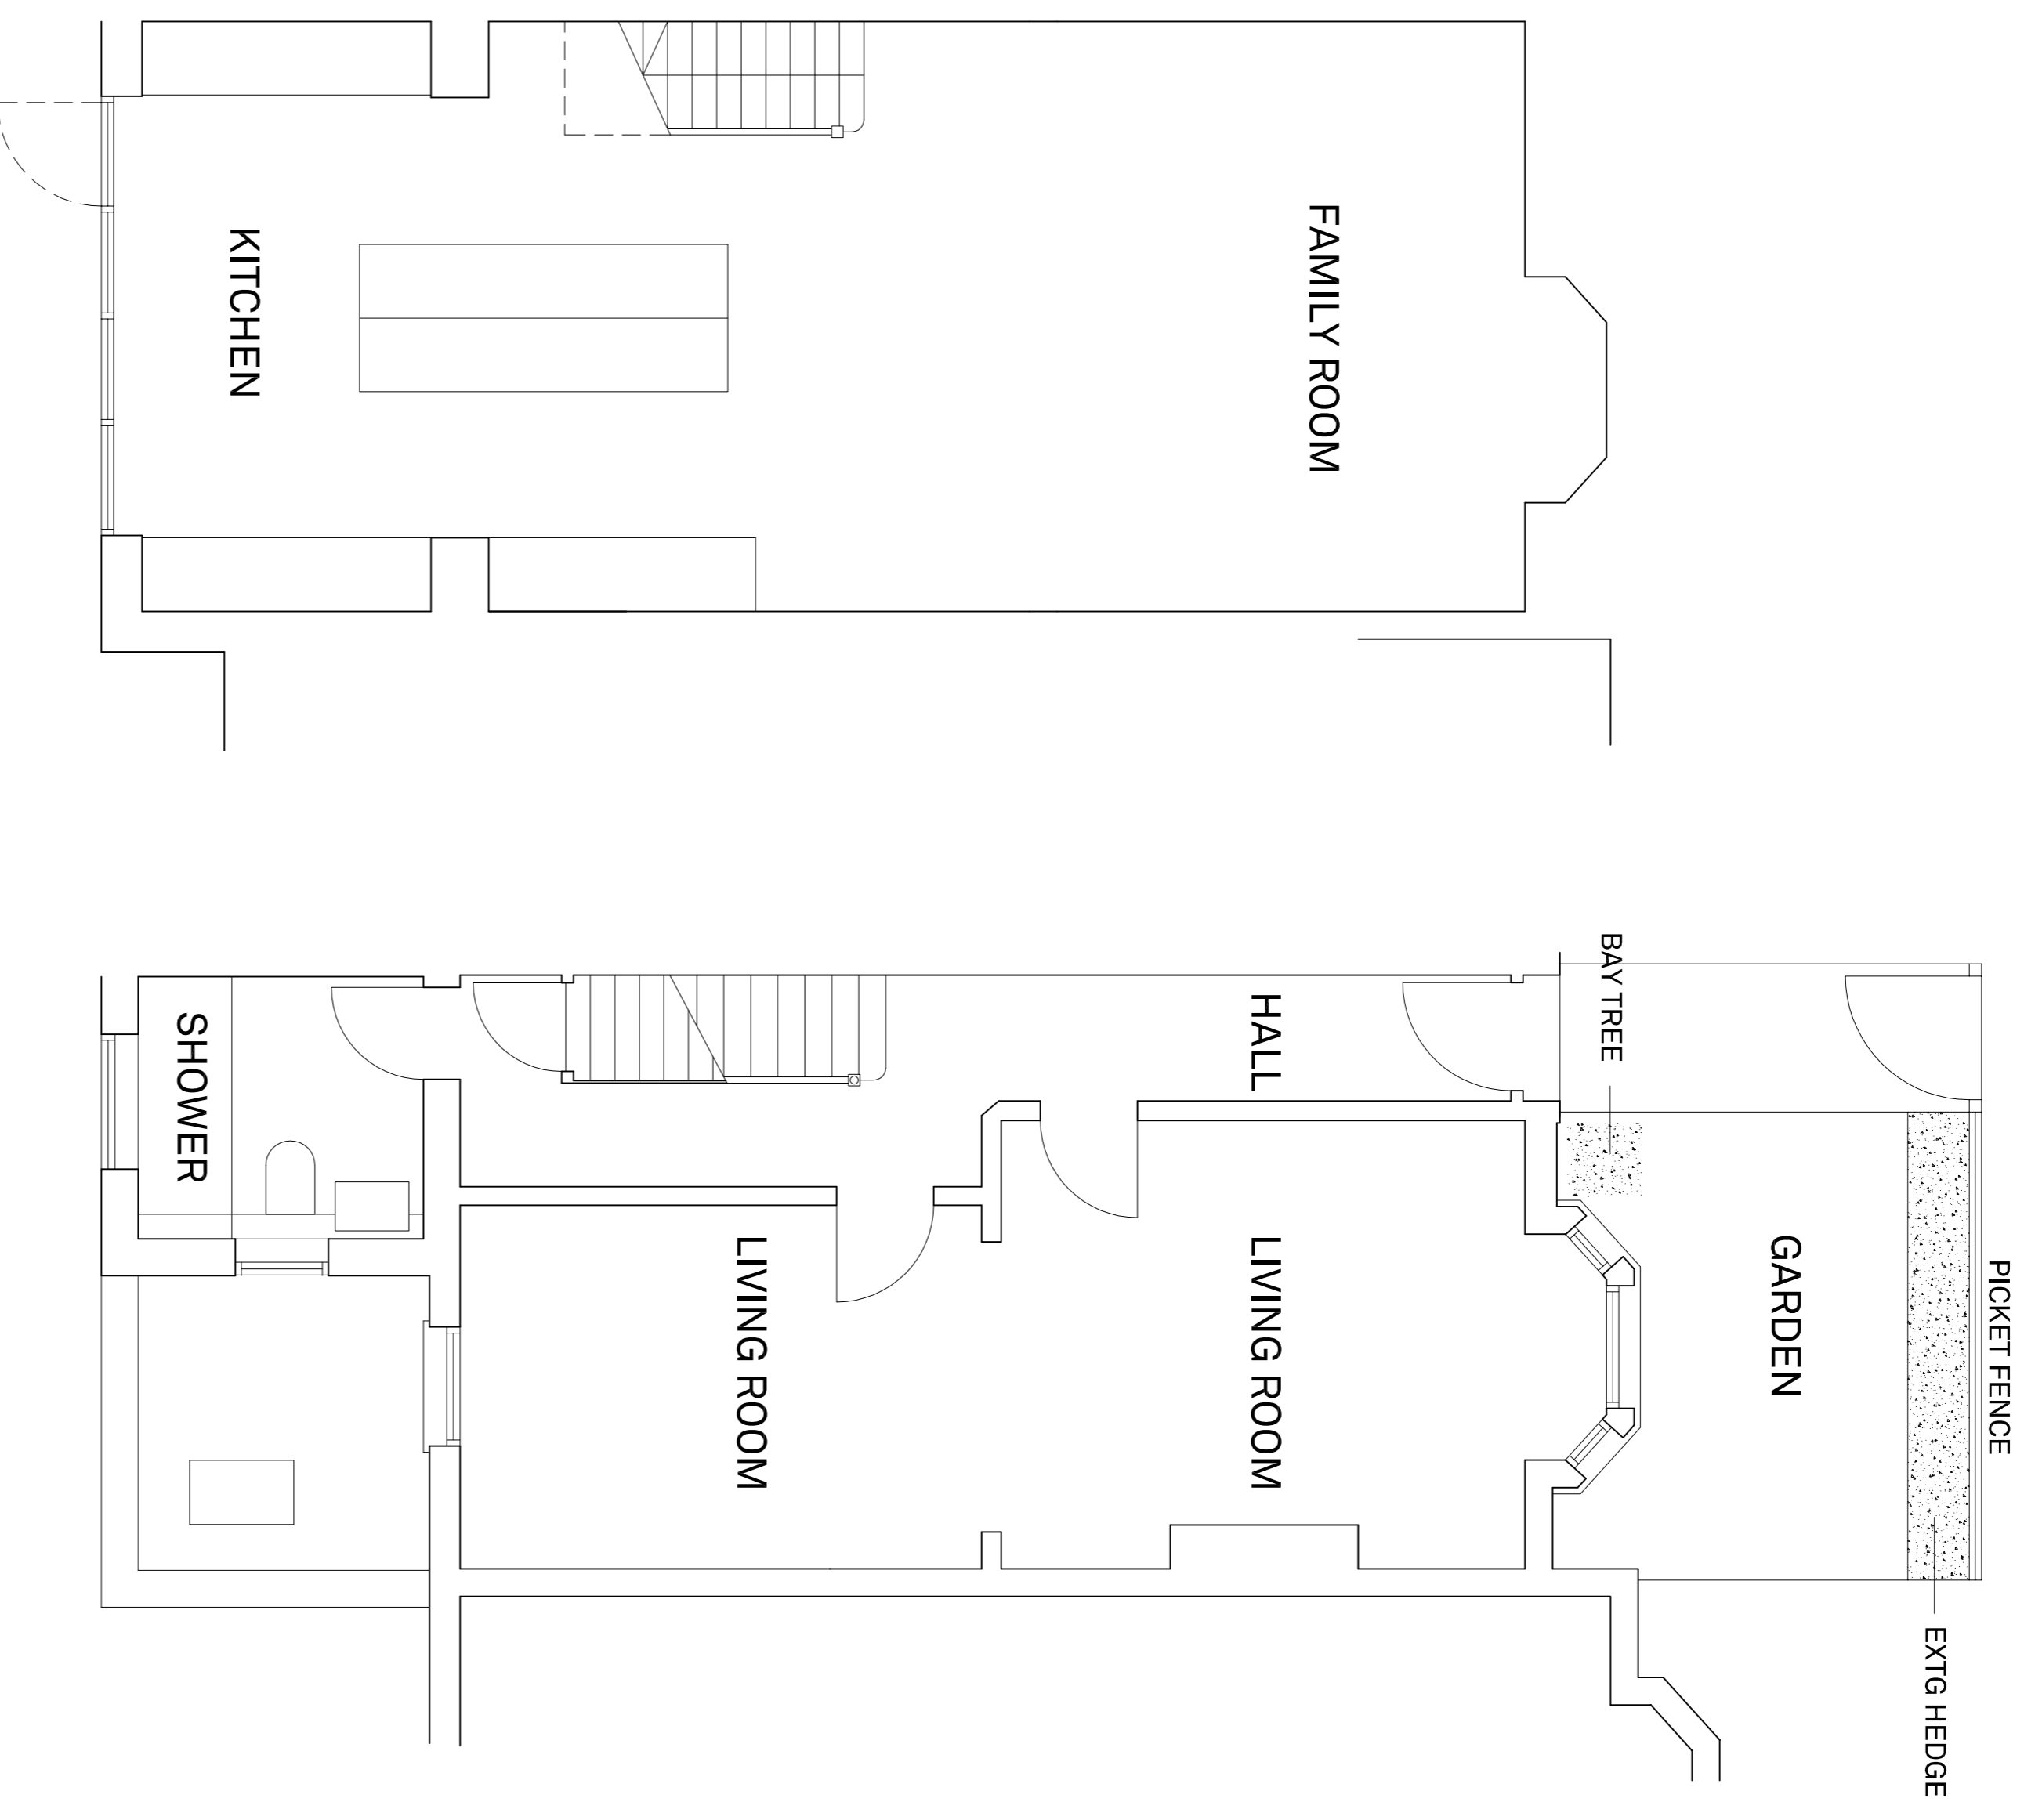 PICKET FENCE
EXTG HEDGE
GARDEN
BAY TREE
FAMILY ROOM
HALL
LIVING ROOM
LIVING ROOM
KITCHEN
SHOWER